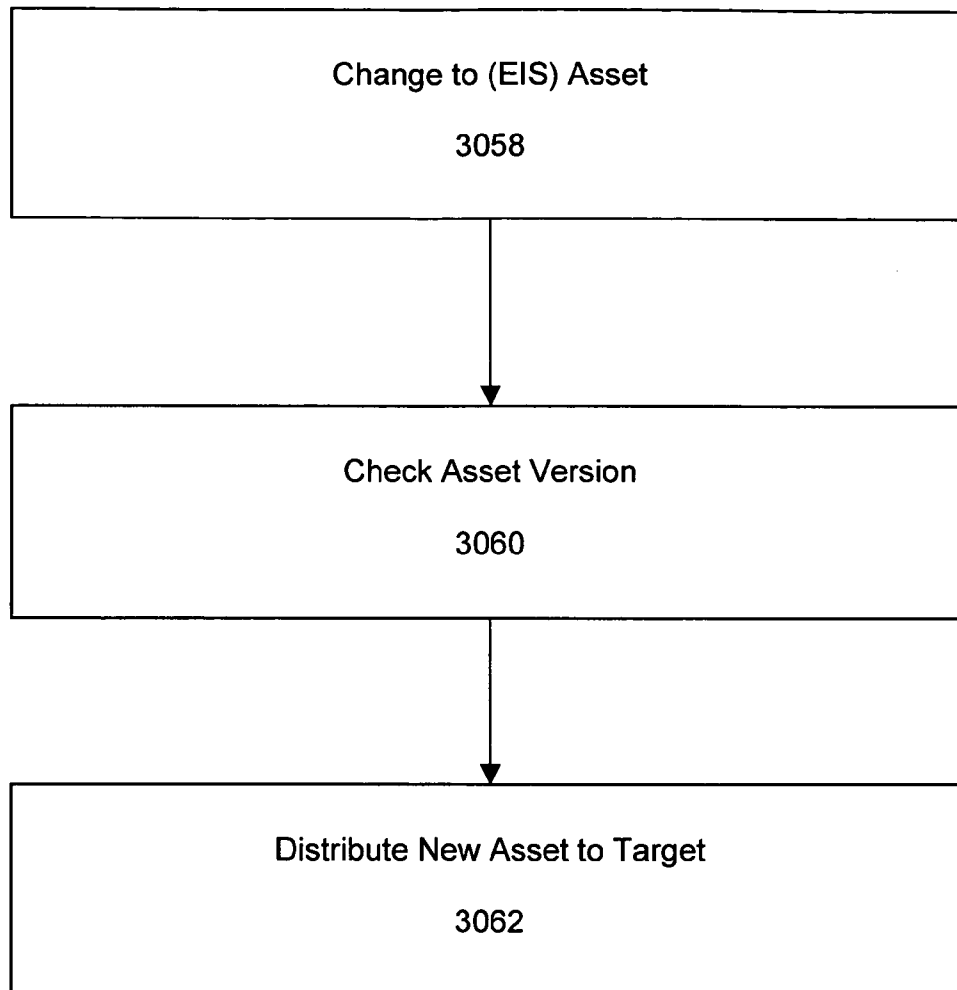 Change to (EIS) Asset
3058
Check Asset Version
3060
Distribute New Asset to Target
3062